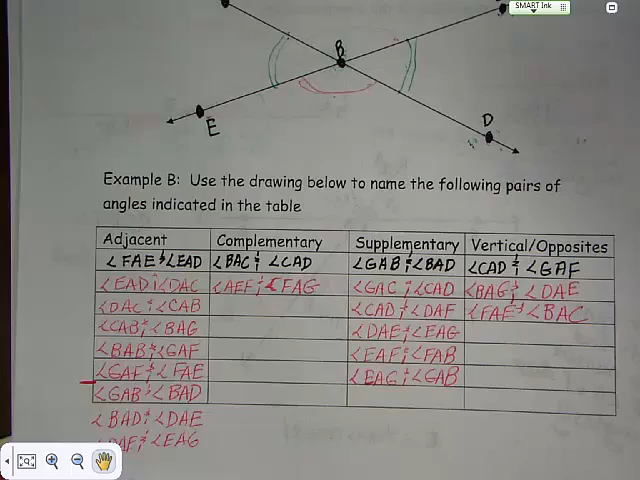 SMART Ink
B
E
D
Example B: Use the drawing below to name the following pairs of
angles indicated in the table
Adjacent Complementary Supplementary Vertical/Opposites
∠FAE & ∠EAD ∠BAC & ∠CAD ∠GAB & ∠BAD ∠CAD & ∠GAF
∠EAD & ∠DAC ∠AEF & ∠FAG ∠GAC & ∠CAD ∠BAG & ∠DAE
∠DAC & ∠CAB ∠CAD & ∠DAF ∠FAE & ∠BAC
∠CAB & ∠BAG ∠DAE & ∠EAG
∠BAB & ∠GAF ∠EAF & ∠FAB
∠GAF & ∠FAE ∠EAG & ∠GAB
∠GAB & ∠BAD
∠BAD & ∠DAE
& ∠EAG